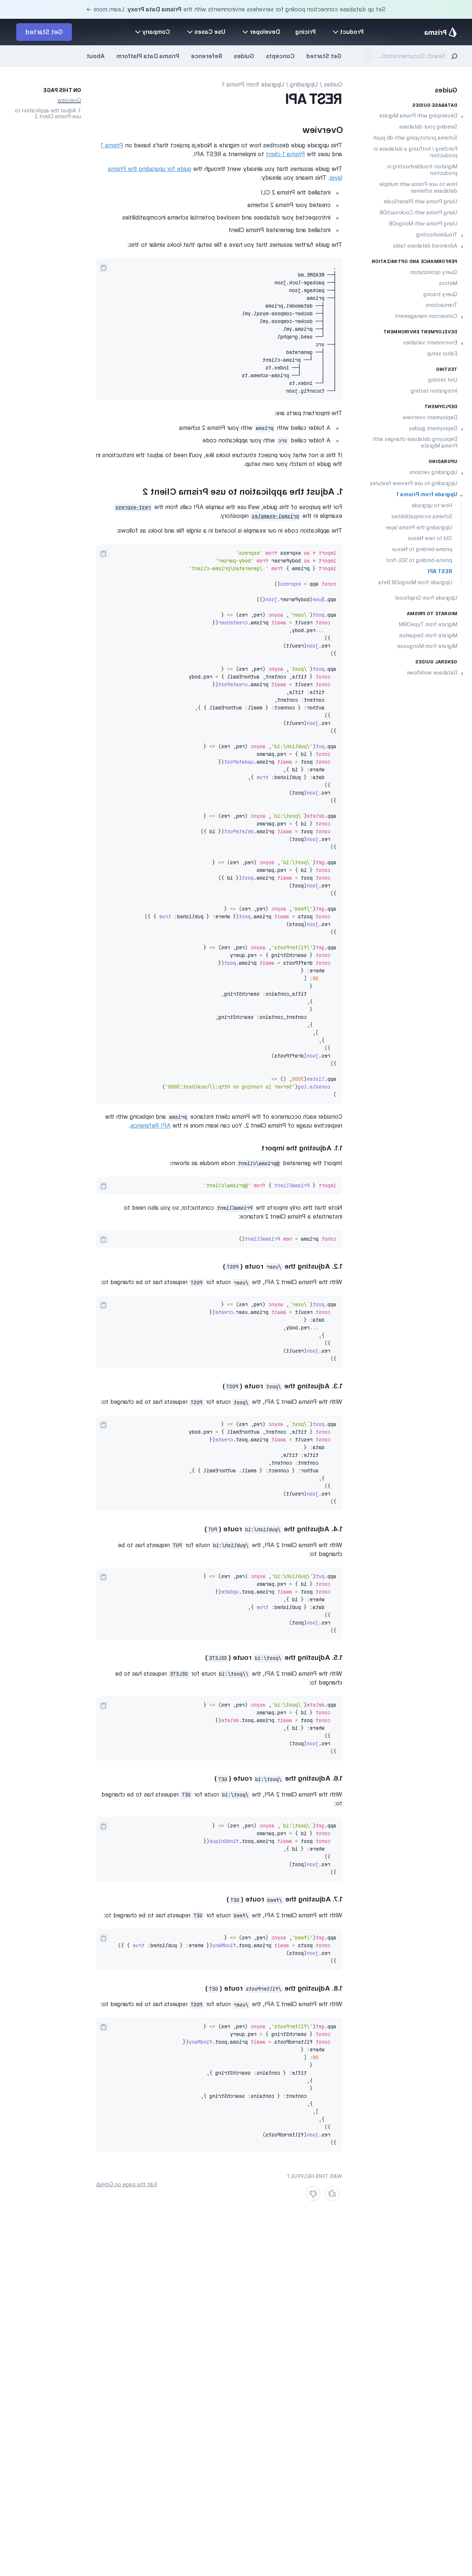 Set up database connection pooling for serverless environments with the Prisma Data Proxy. Learn more →
Prisma Product Pricing Developer Use Cases Company Get Started
Search Documentation... / Get Started Concepts Guides Reference Prisma Data Platform About
Guides
DATABASE GUIDES
Developing with Prisma Migrate
Seeding your database
Schema prototyping with db push
Patching / hotfixing a database in
production
Migration troubleshooting in
production
How to use Prisma with multiple
database schemas
Using Prisma with PlanetScale
Using Prisma with CockroachDB
Using Prisma with MongoDB
Troubleshooting
Advanced database tasks
PERFORMANCE AND OPTIMIZATION
Query optimization
Metrics
Query tracing
Transactions
Connection management
DEVELOPMENT ENVIRONMENT
Environment variables
Editor setup
TESTING
Unit testing
Integration testing
DEPLOYMENT
Deployment overview
Deployment guides
Deploying database changes with
Prisma Migrate
UPGRADING
Upgrading versions
Upgrading to use Preview features
Upgrade from Prisma 1
How to upgrade
Schema incompatibilities
Upgrading the Prisma layer
Old to new Nexus
prisma-binding to Nexus
prisma-binding to SDL-first
REST API
Upgrade from MongoDB Beta
Upgrade from Graphcool
MIGRATE TO PRISMA
Migrate from TypeORM
Migrate from Sequelize
Migrate from Mongoose
GENERAL GUIDES
Database workflows
Guides / Upgrading / Upgrade from Prisma 1
REST API
Overview
This upgrade guide describes how to migrate a Node.js project that's based on Prisma 1
and uses the Prisma 1 client to implement a REST API.
The guide assumes that you already went through the guide for upgrading the Prisma
layer. This means you already:
installed the Prisma 2 CLI
created your Prisma 2 schema
introspected your database and resolved potential schema incompatibilities
installed and generated Prisma Client
The guide further assumes that you have a file setup that looks similar to this:
.
├── README.md
├── package-lock.json
├── package.json
├── prisma
│   ├── datamodel.prisma
│   ├── docker-compose-mysql.yml
│   ├── docker-compose.yml
│   ├── prisma.yml
│   └── seed.graphql
├── src
│   ├── generated
│   │   └── prisma-client
│   │       ├── index.ts
│   │       └── prisma-schema.ts
│   └── index.ts
└── tsconfig.json
The important parts are:
A folder called with prisma with your Prisma 2 schema
A folder called src with your application code
If this is not what your project structure looks like, you'll need to adjust the instructions in
the guide to match your own setup.
1. Adjust the application to use Prisma Client 2
For the purpose of this guide, we'll use the sample API calls from the rest-express
example in the prisma1-examples repository.
The application code in our example is located in a single file and looks as follows:
import * as express from 'express'
import * as bodyParser from 'body-parser'
import { prisma } from './generated/prisma-client'
const app = express()
app.$use(bodyParser.json())
app.post(`/user`, async (req, res) => {
const result = await prisma.createUser({
...req.body,
})
res.json(result)
})
app.post(`/post`, async (req, res) => {
const { title, content, authorEmail } = req.body
const result = await prisma.createPost({
title: title,
content: content,
author: { connect: { email: authorEmail } },
})
res.json(result)
})
app.put('/publish/:id', async (req, res) => {
const { id } = req.params
const post = await prisma.updatePost({
where: { id },
data: { published: true },
})
res.json(post)
})
app.delete(`/post/:id`, async (req, res) => {
const { id } = req.params
const post = await prisma.deletePost({ id })
res.json(post)
})
app.get(`/post/:id`, async (req, res) => {
const { id } = req.params
const post = await prisma.post({ id })
res.json(post)
})
app.get('/feed', async (req, res) => {
const posts = await prisma.post({ where: { published: true } })
res.json(posts)
})
app.get('/filterPosts', async (req, res) => {
const { searchString } = req.query
const draftPosts = await prisma.post({
where: {
OR: [
{
title_contains: searchString,
},
{
content_contains: searchString,
},
],
},
})
res.json(draftPosts)
})
app.listen(3000, () =>
console.log('Server is running on http://localhost:3000')
)
Consider each occurrence of the Prisma Client instance prisma and replacing with the
respective usage of Prisma Client 2. You can learn more in the API Reference.
1.1. Adjusting the import
Import the generated @prisma/client node module as shown:
import { PrismaClient } from '@prisma/client'
Note that this only imports the PrismaClient constructor, so you also need to
instantiate a Prisma Client 2 instance:
const prisma = new PrismaClient()
1.2. Adjusting the /user route (POST)
With the Prisma Client 2 API, the /user route for POST requests has to be changed to:
app.post(`/user`, async (req, res) => {
const result = await prisma.user.create({
data: {
...req.body,
},
})
res.json(result)
})
1.3. Adjusting the /post route (POST)
With the Prisma Client 2 API, the /post route for POST requests has to be changed to:
app.post(`/post`, async (req, res) => {
const { title, content, authorEmail } = req.body
const result = await prisma.post.create({
data: {
title: title,
content: content,
author: { connect: { email: authorEmail } },
},
})
res.json(result)
})
1.4. Adjusting the /publish/:id route (PUT)
With the Prisma Client 2 API, the /publish/:id route for PUT requests has to be
changed to:
app.put('/publish/:id', async (req, res) => {
const { id } = req.params
const post = await prisma.post.update({
where: { id },
data: { published: true },
})
res.json(post)
})
1.5. Adjusting the /post/:id route (DELETE)
With the Prisma Client 2 API, the //post/:id route for DELETE requests has to be
changed to:
app.delete(`/post/:id`, async (req, res) => {
const { id } = req.params
const post = await prisma.post.delete({
where: { id },
})
res.json(post)
})
1.6. Adjusting the /post/:id route (GET)
With the Prisma Client 2 API, the /post/:id route for GET requests has to be changed
to:
app.get(`/post/:id`, async (req, res) => {
const { id } = req.params
const post = await prisma.post.findUnique({
where: { id },
})
res.json(post)
})
1.7. Adjusting the /feed route (GET)
With the Prisma Client 2 API, the /feed route for GET requests has to be changed to:
app.get('/feed', async (req, res) => {
const posts = await prisma.post.findMany({ where: { published: true } })
res.json(posts)
})
1.8. Adjusting the /filterPosts route (GET)
With the Prisma Client 2 API, the /user route for POST requests has to be changed to:
app.get('/filterPosts', async (req, res) => {
const { searchString } = req.query
const filteredPosts = await prisma.post.findMany({
where: {
OR: [
{
title: { contains: searchString },
},
{
content: { contains: searchString },
},
],
},
})
res.json(filteredPosts)
})
WAS THIS HELPFUL?
Edit this page on GitHub
ON THIS PAGE
Overview
1. Adjust the application to
use Prisma Client 2